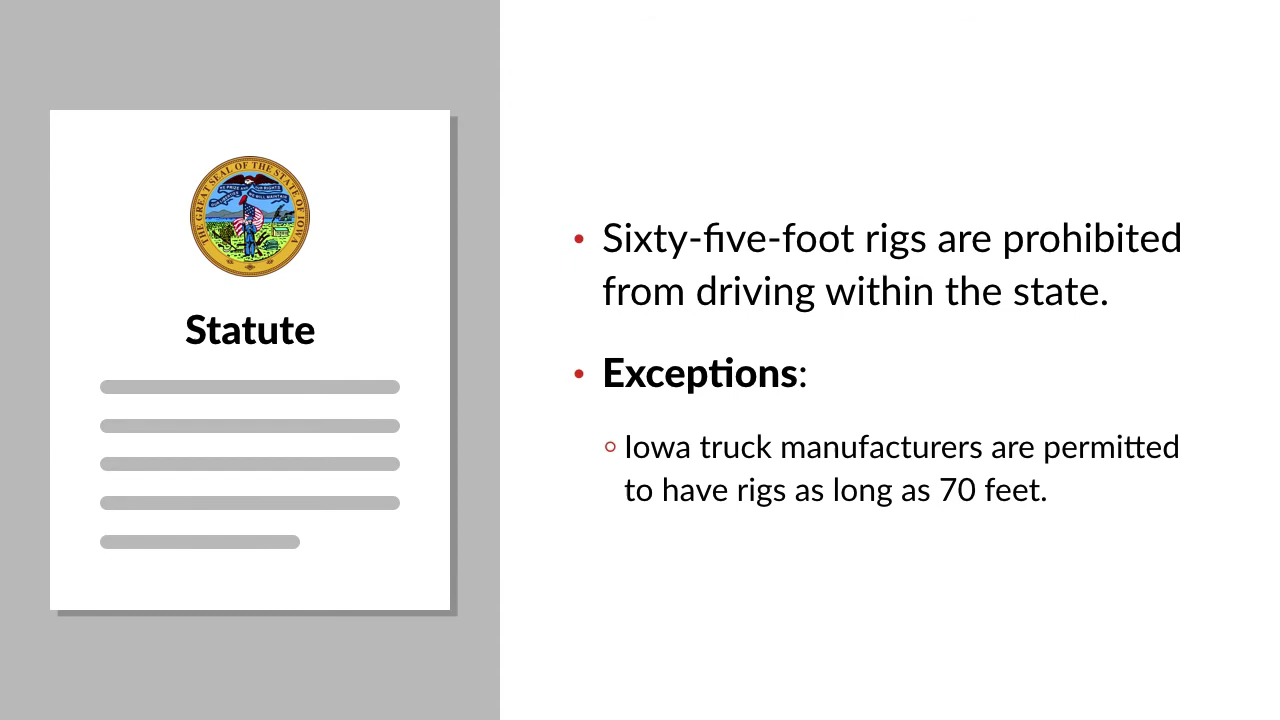 THE GREAT SEAL OF THE STATE OF IOWA
Statute
• Sixty-five-foot rigs are prohibited
from driving within the state.
• Exceptions:
○ Iowa truck manufacturers are permitted
to have rigs as long as 70 feet.